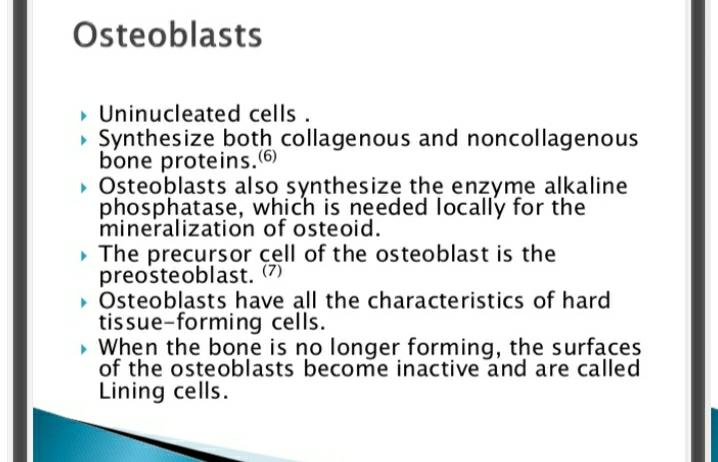 Osteoblasts
Uninucleated cells .
Synthesize both collagenous and noncollagenous
bone proteins.(6)
Osteoblasts also synthesize the enzyme alkaline
phosphatase, which is needed locally for the
mineralization of osteoid.
The precursor cell of the osteoblast is the
preosteoblast. (7)
Osteoblasts have all the characteristics of hard
tissue-forming cells.
When the bone is no longer forming, the surfaces
of the osteoblasts become inactive and are called
Lining cells.